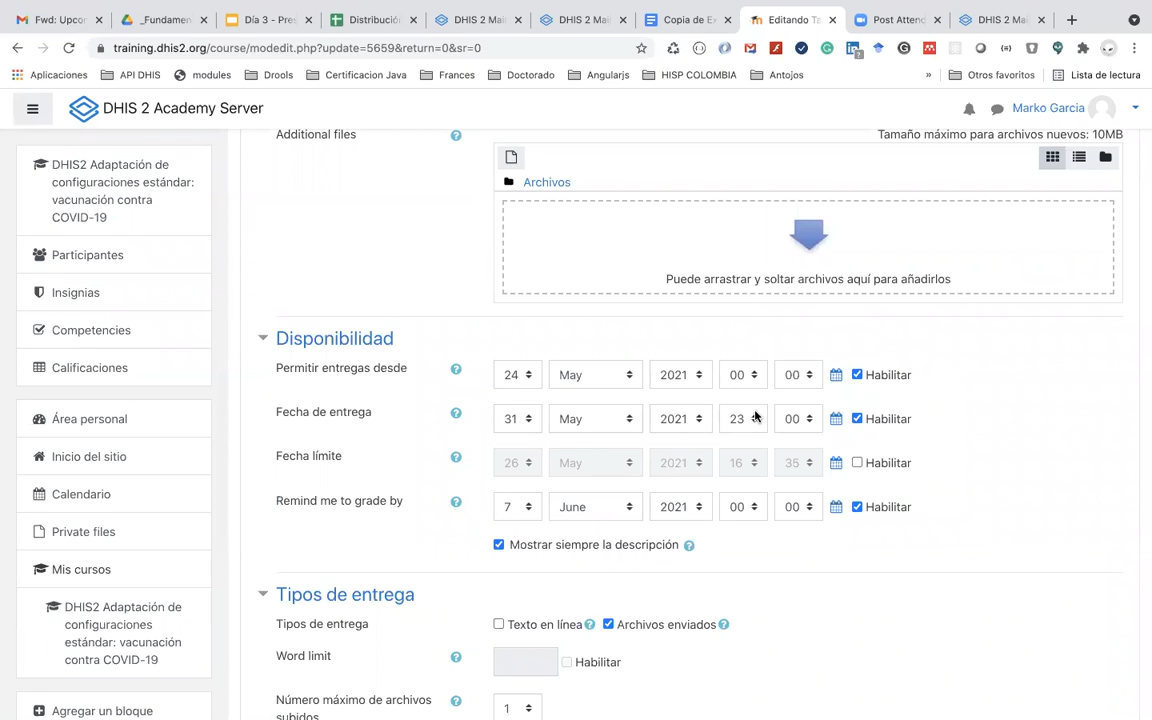 Fwd: Upcor
_Fundamen
Día 3 - Pres
Distribució
DHIS 2 Mai
DHIS 2 Mai
Copia de Ex
Editando Ta
Post Attend
DHIS 2 Mai
training.dhis2.org/course/modedit.php?update=5659&return=0&sr=0
Aplicaciones
API DHIS
modules
Drools
Certificacion Java
Frances
Doctorado
Angularjs
HISP COLOMBIA
Antojos
»
Otros favoritos
Lista de lectura
DHIS 2 Academy Server
Marko Garcia
DHIS2 Adaptación de
configuraciones estándar:
vacunación contra
COVID-19
Participantes
Insignias
Competencies
Calificaciones
Área personal
Inicio del sitio
Calendario
Private files
Mis cursos
DHIS2 Adaptación de
configuraciones
estándar: vacunación
contra COVID-19
Agregar un bloque
Additional files
Tamaño máximo para archivos nuevos: 10MB
Archivos
Puede arrastrar y soltar archivos aquí para añadirlos
Disponibilidad
Permitir entregas desde 24 May 2021 00 00 Habilitar
Fecha de entrega 31 May 2021 23 00 Habilitar
Fecha límite 26 May 2021 16 35 Habilitar
Remind me to grade by 7 June 2021 00 00 Habilitar
Mostrar siempre la descripción
Tipos de entrega
Tipos de entrega Texto en línea Archivos enviados
Word limit Habilitar
Número máximo de archivos 1
subidos